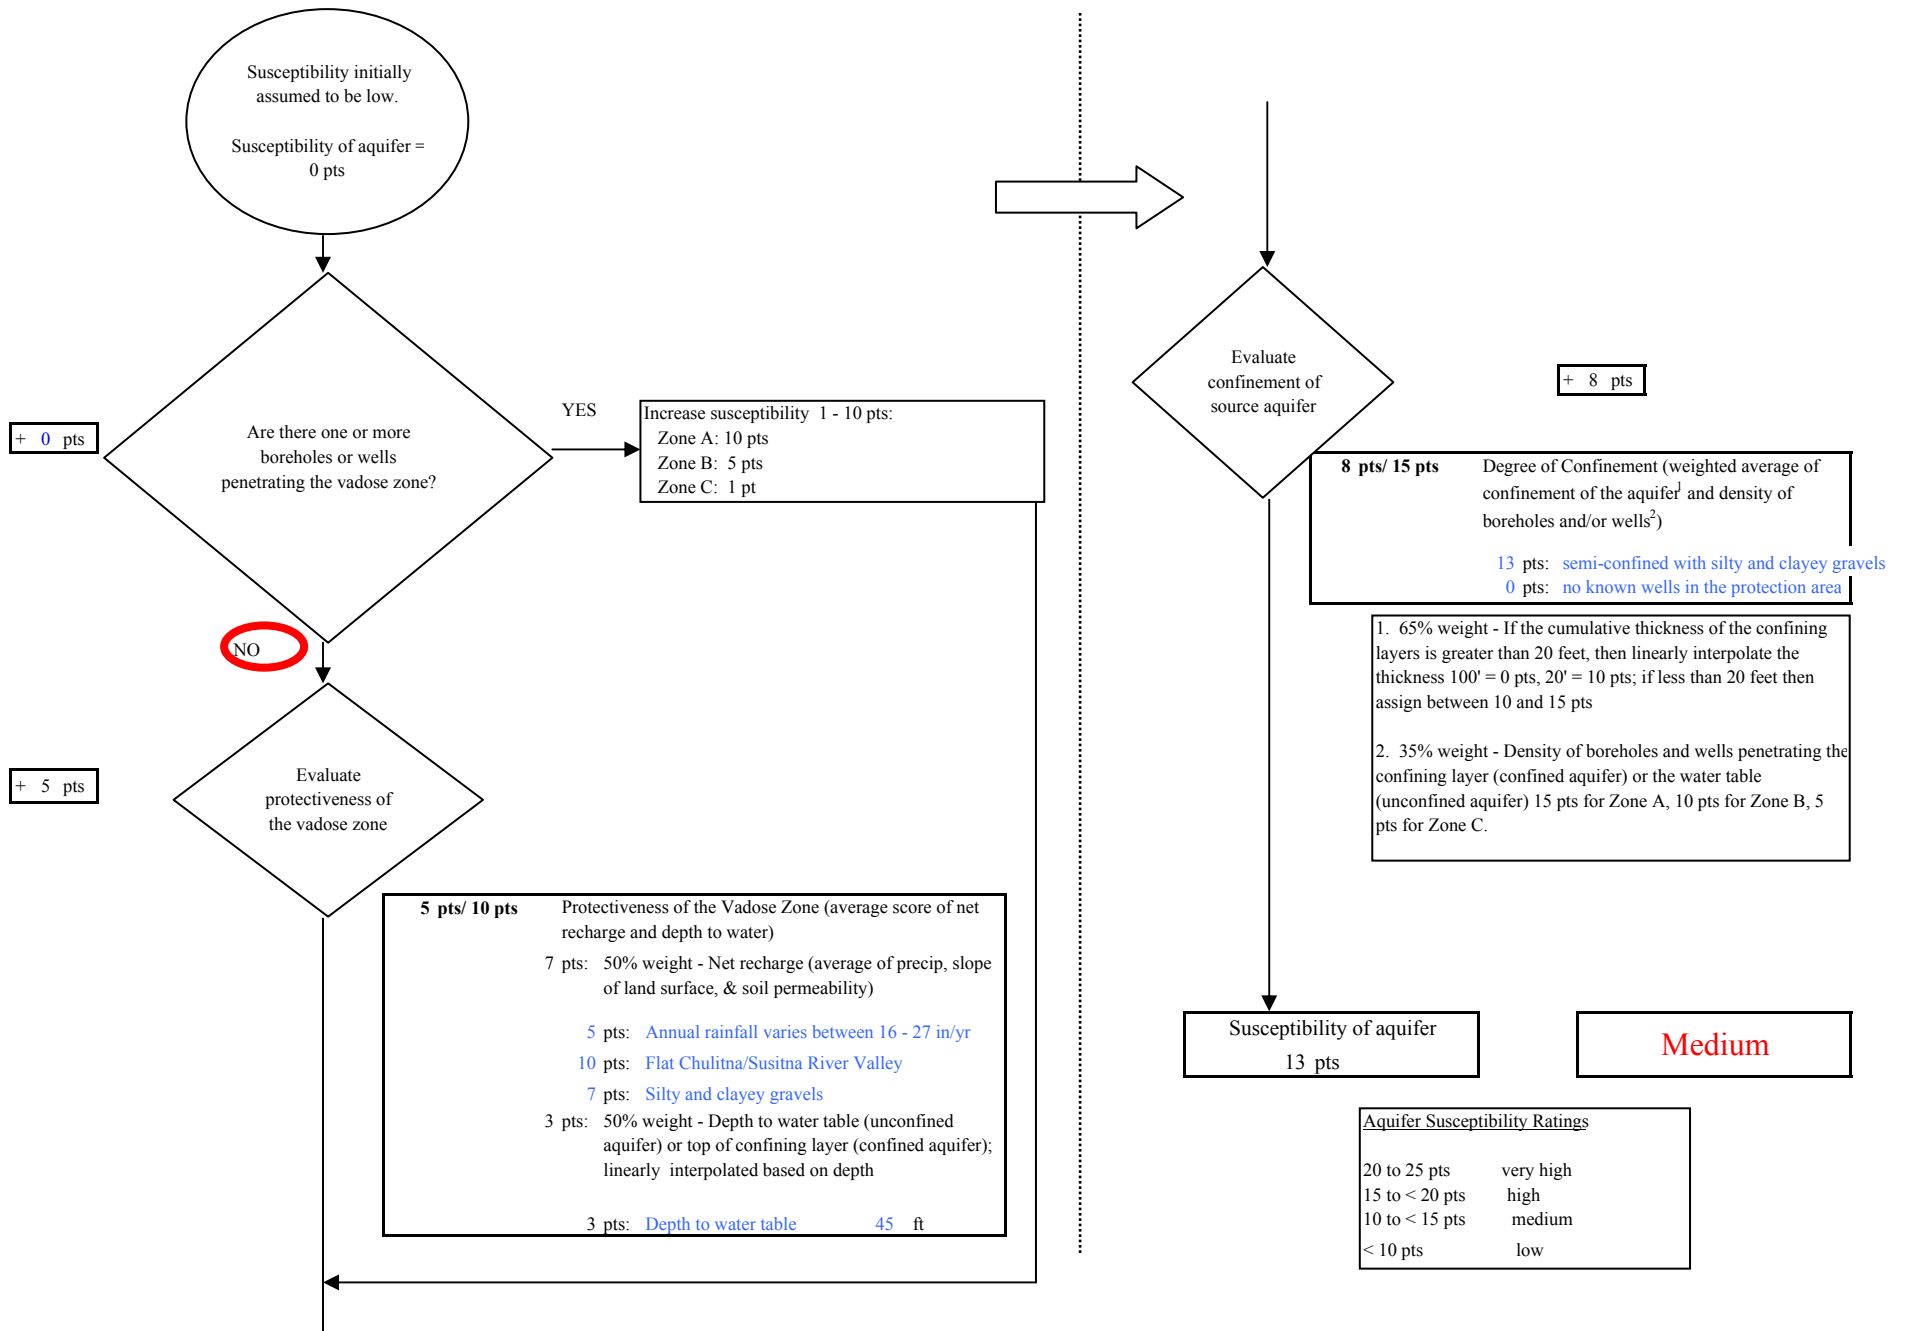 Susceptibility initially
assumed to be low.
Susceptibility of aquifer =
0 pts
+ 0 pts
Are there one or more
boreholes or wells
penetrating the vadose zone?
YES
Increase susceptibility 1 - 10 pts:
Zone A: 10 pts
Zone B: 5 pts
Zone C: 1 pt
NO
+ 5 pts
Evaluate
protectiveness of
the vadose zone
5 pts/ 10 pts Protectiveness of the Vadose Zone (average score of net
recharge and depth to water)
7 pts: 50% weight - Net recharge (average of precip, slope
of land surface, & soil permeability)
5 pts: Annual rainfall varies between 16 - 27 in/yr
10 pts: Flat Chulitna/Susitna River Valley
7 pts: Silty and clayey gravels
3 pts: 50% weight - Depth to water table (unconfined
aquifer) or top of confining layer (confined aquifer);
linearly interpolated based on depth
3 pts: Depth to water table 45 ft
Evaluate
confinement of
source aquifer
+ 8 pts
8 pts/ 15 pts Degree of Confinement (weighted average of
confinement of the aquifer1 and density of
boreholes and/or wells2)
13 pts: semi-confined with silty and clayey gravels
0 pts: no known wells in the protection area
1. 65% weight - If the cumulative thickness of the confining
layers is greater than 20 feet, then linearly interpolate the
thickness 100' = 0 pts, 20' = 10 pts; if less than 20 feet then
assign between 10 and 15 pts
2. 35% weight - Density of boreholes and wells penetrating the
confining layer (confined aquifer) or the water table
(unconfined aquifer) 15 pts for Zone A, 10 pts for Zone B, 5
pts for Zone C.
Susceptibility of aquifer
13 pts
Medium
Aquifer Susceptibility Ratings
20 to 25 pts very high
15 to < 20 pts high
10 to < 15 pts medium
< 10 pts low